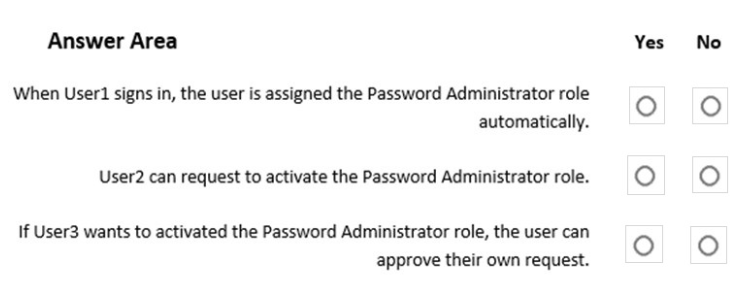 Answer Area
Yes No
When User1 signs in, the user is assigned the Password Administrator role
automatically.
User2 can request to activate the Password Administrator role.
If User3 wants to activated the Password Administrator role, the user can
approve their own request.